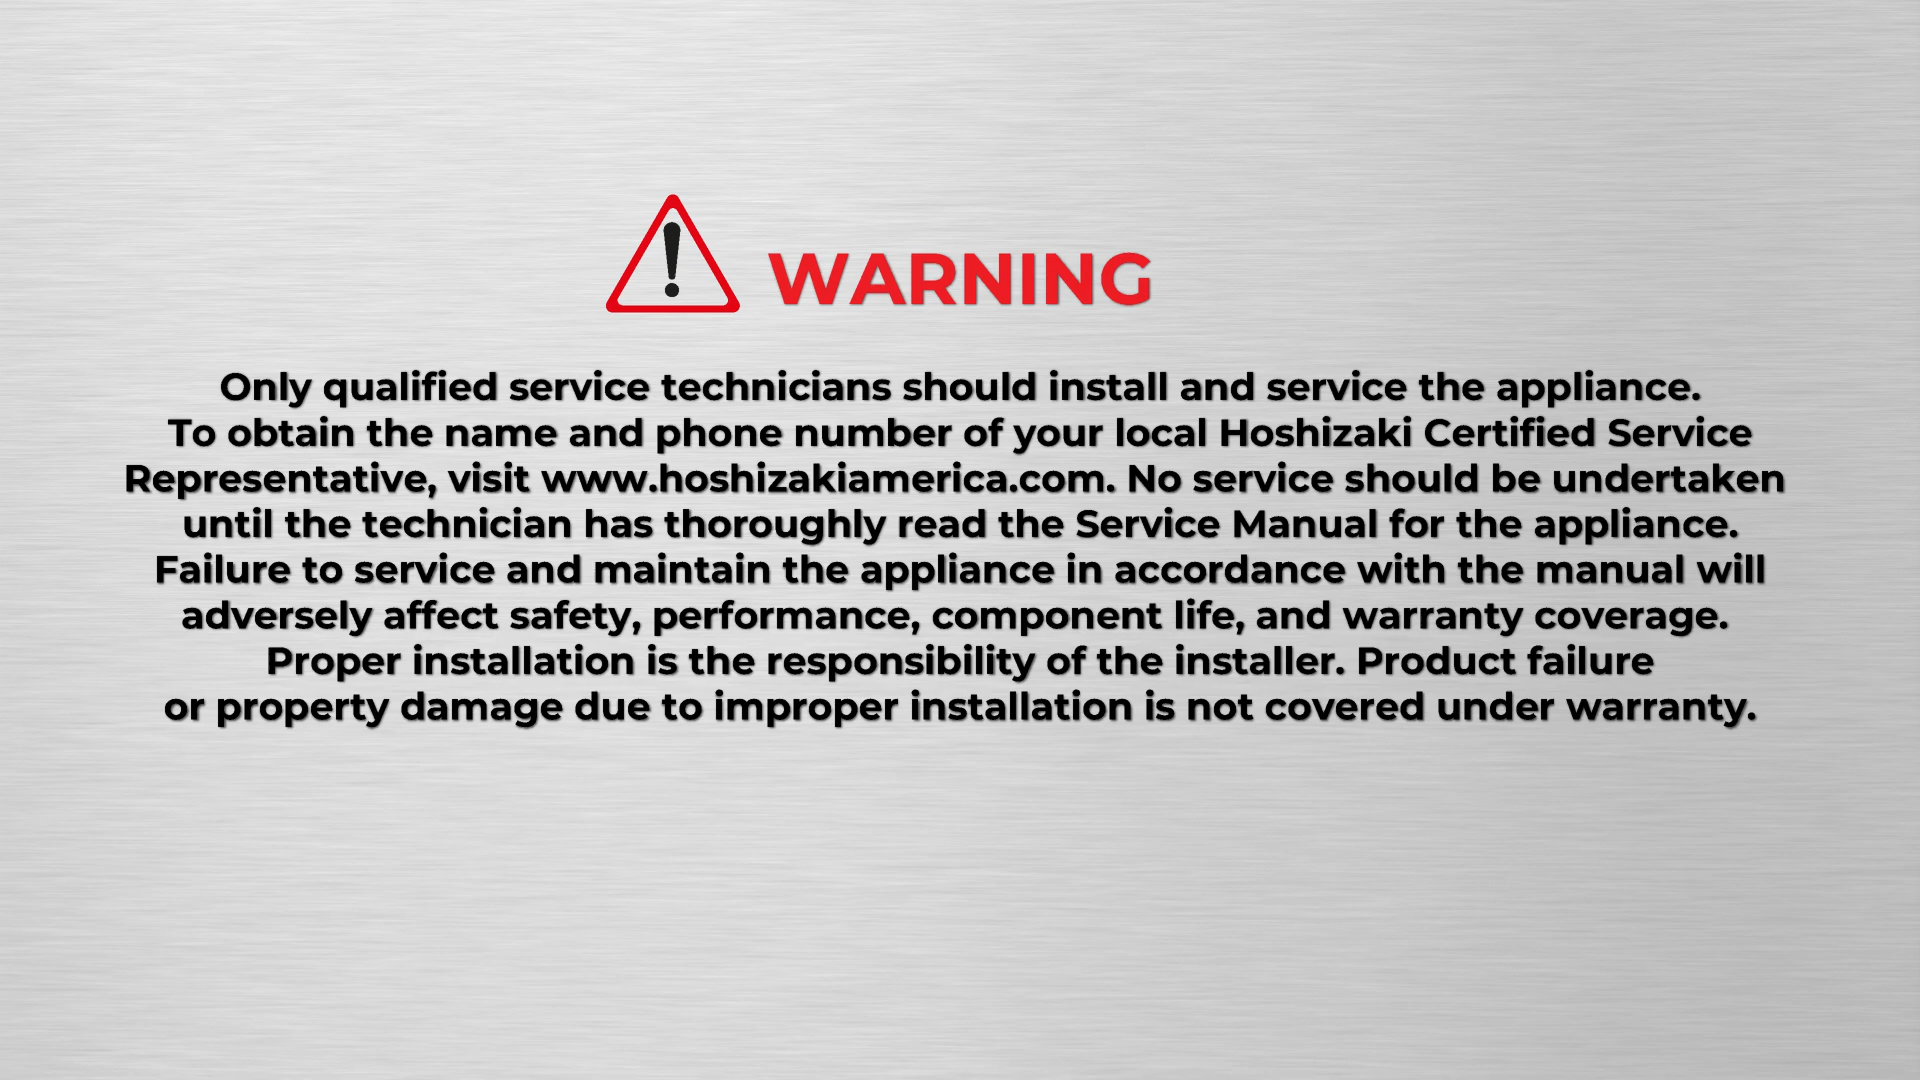 WARNING
Only qualified service technicians should install and service the appliance.
To obtain the name and phone number of your local Hoshizaki Certified Service
Representative, visit www.hoshizakiamerica.com. No service should be undertaken
until the technician has thoroughly read the Service Manual for the appliance.
Failure to service and maintain the appliance in accordance with the manual will
adversely affect safety, performance, component life, and warranty coverage.
Proper installation is the responsibility of the installer. Product failure
or property damage due to improper installation is not covered under warranty.